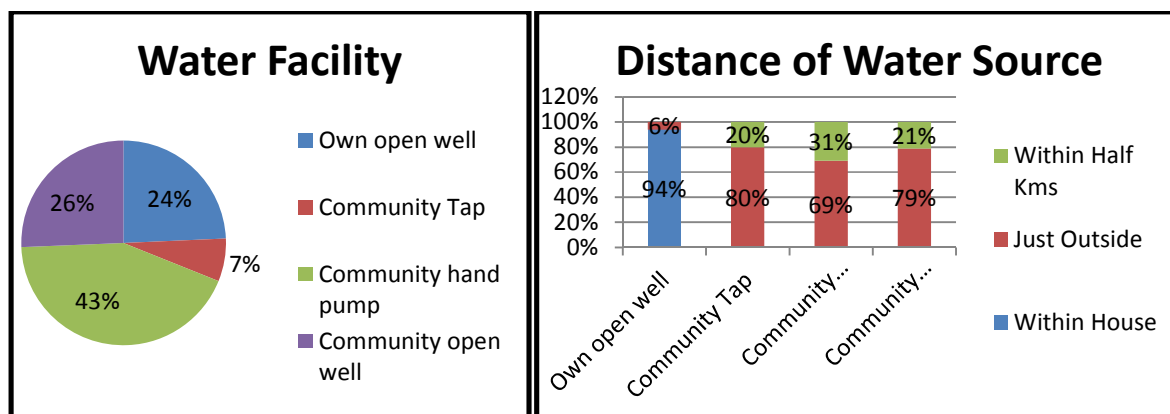 Water Facility
24%
7%
43%
26%
Own open well
Community Tap
Community hand
pump
Community open
well
Distance of Water Source
120%
100%
80%
60%
40%
20%
0%
6%
94%
20%
80%
31%
69%
21%
79%
Own open well
Community Tap
Community...
Community...
Within Half
Kms
Just Outside
Within House